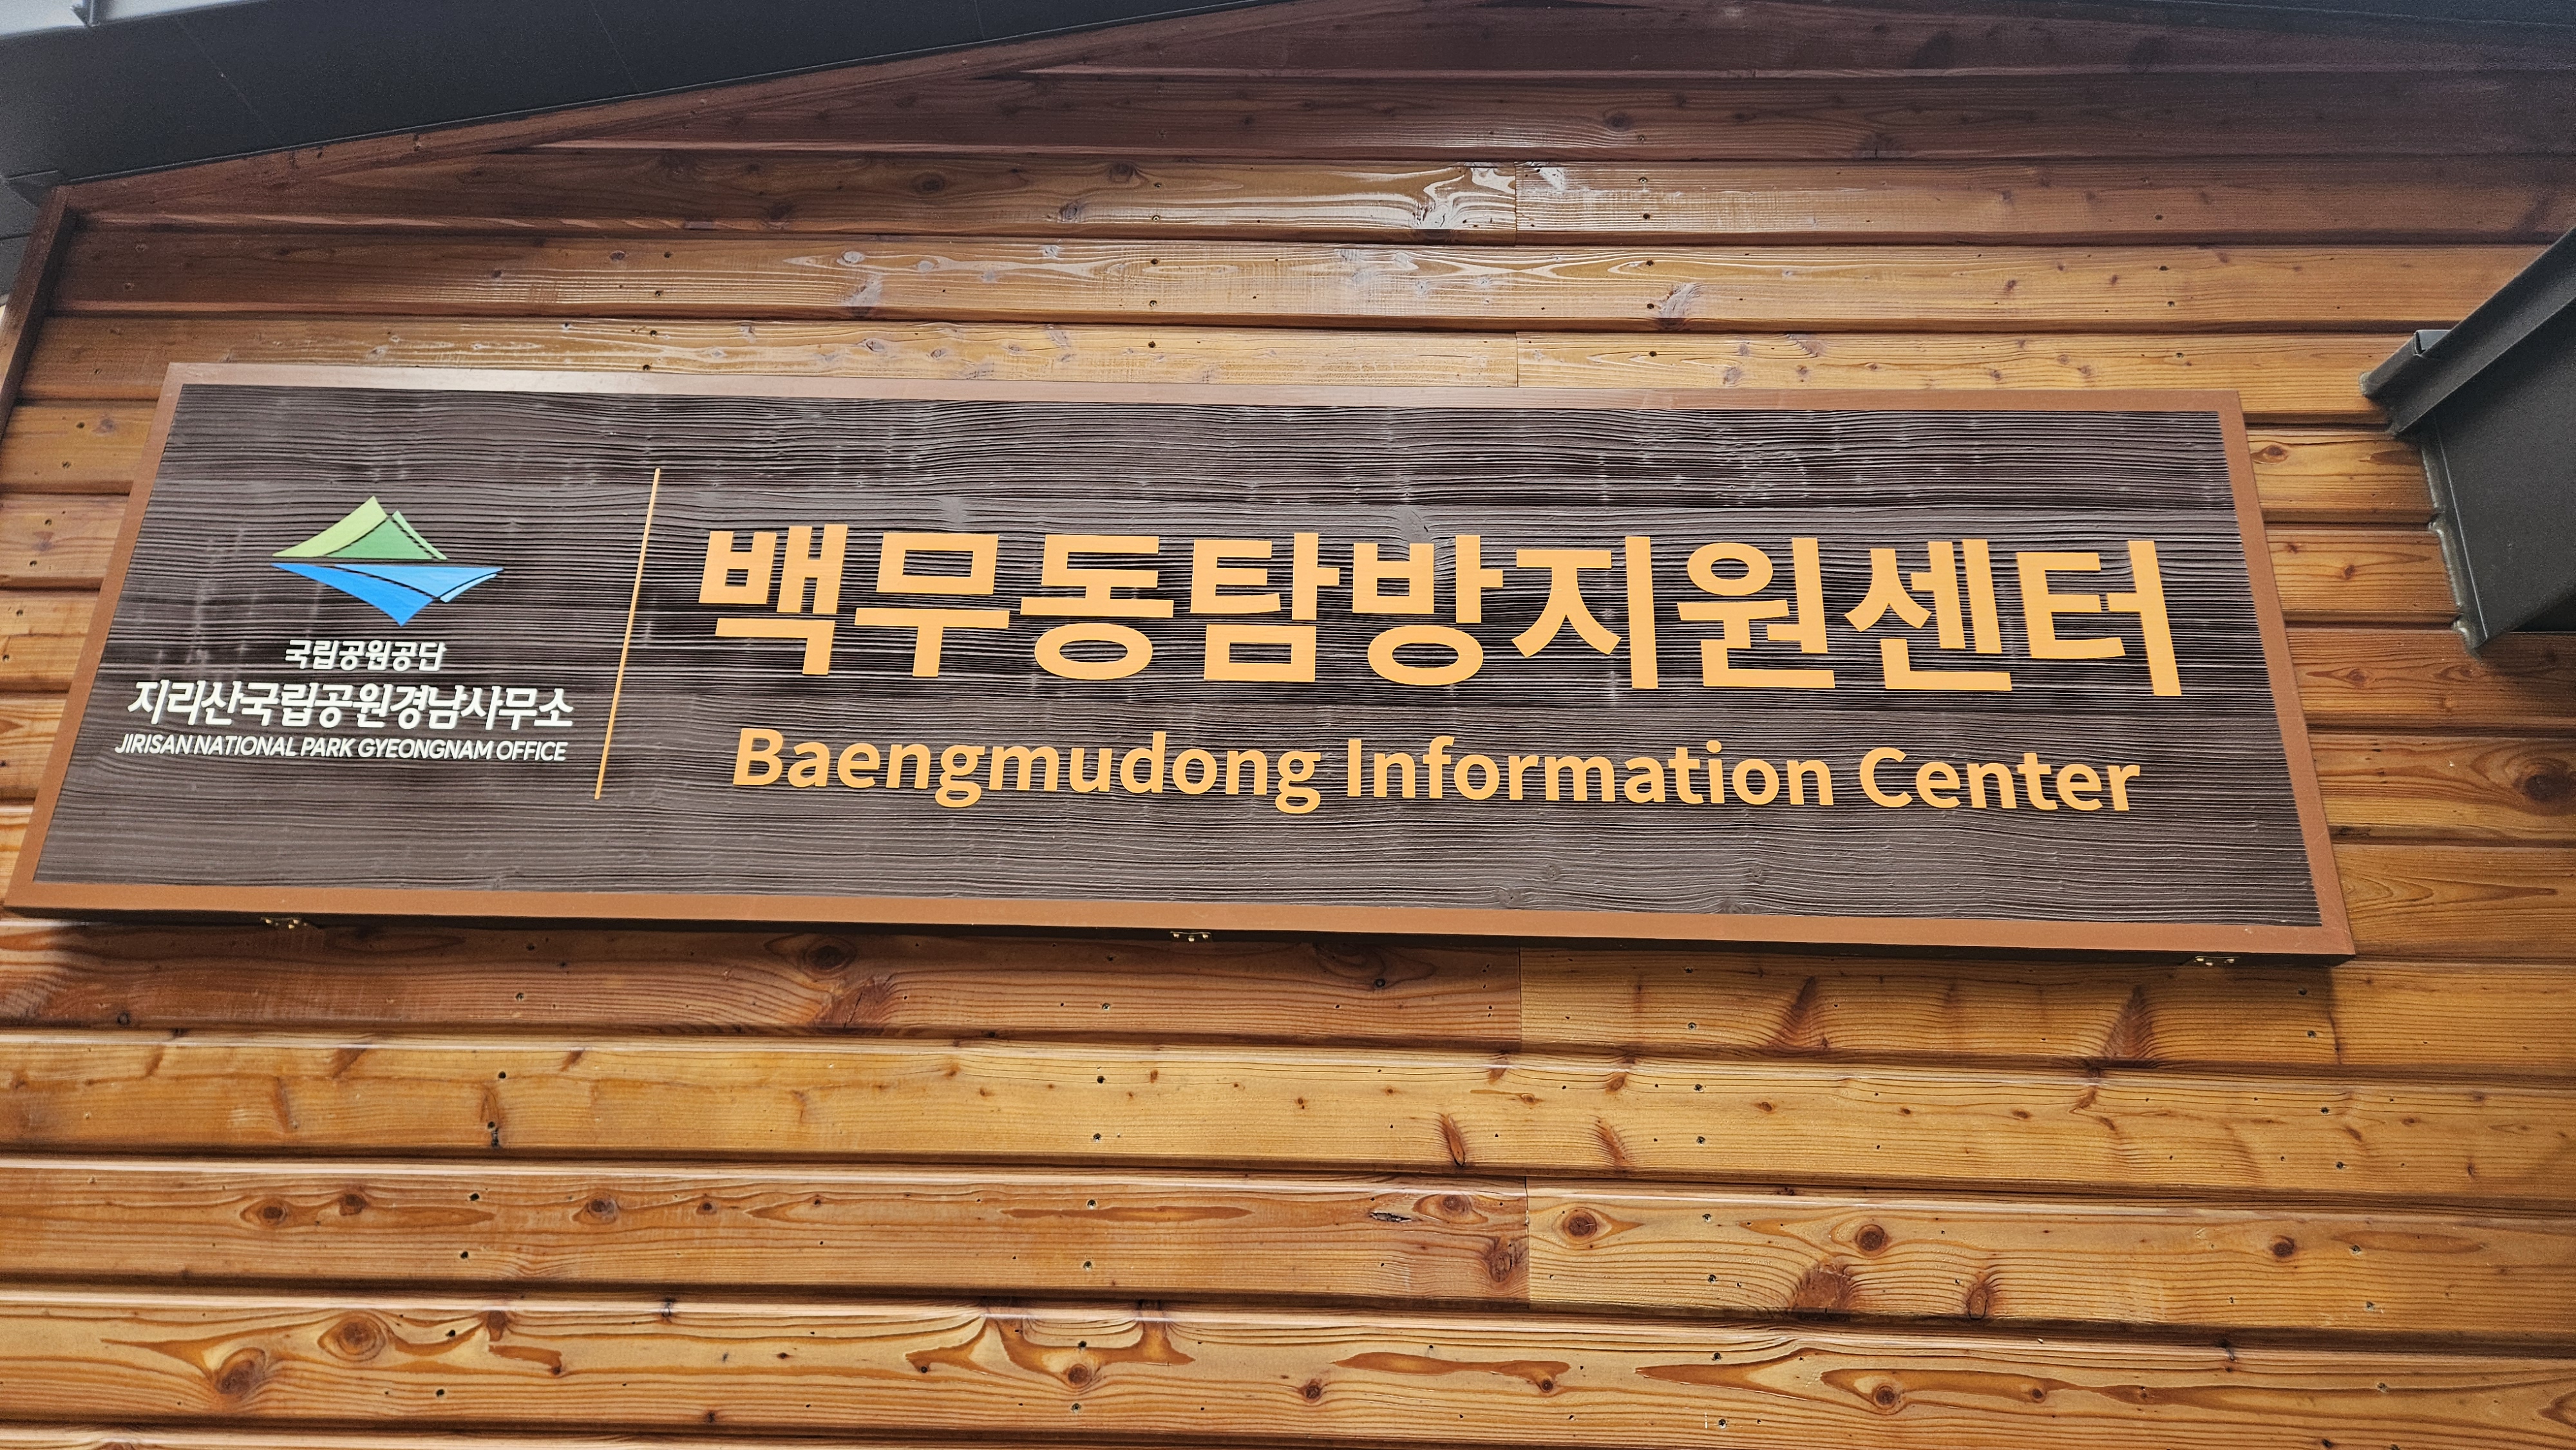 국립공원공단
지리산국립공원경남사무소
JIRISAN NATIONAL PARK GYEONGNAM OFFICE
백무동탐방지원센터
Baengmudong Information Center